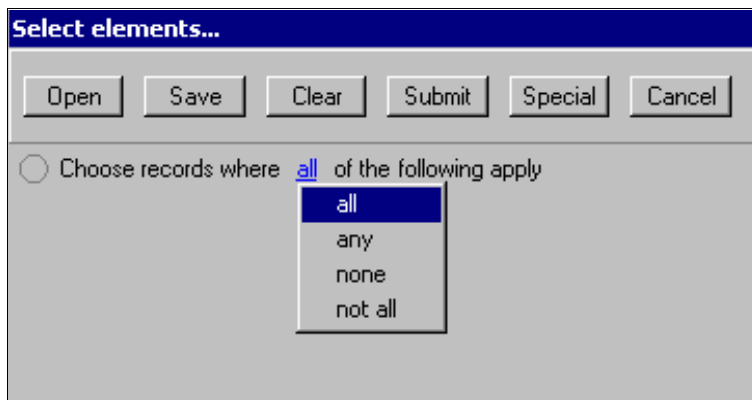 Select elements...
Open Save Clear Submit Special Cancel
Choose records where all of the following apply
all
any
none
not all